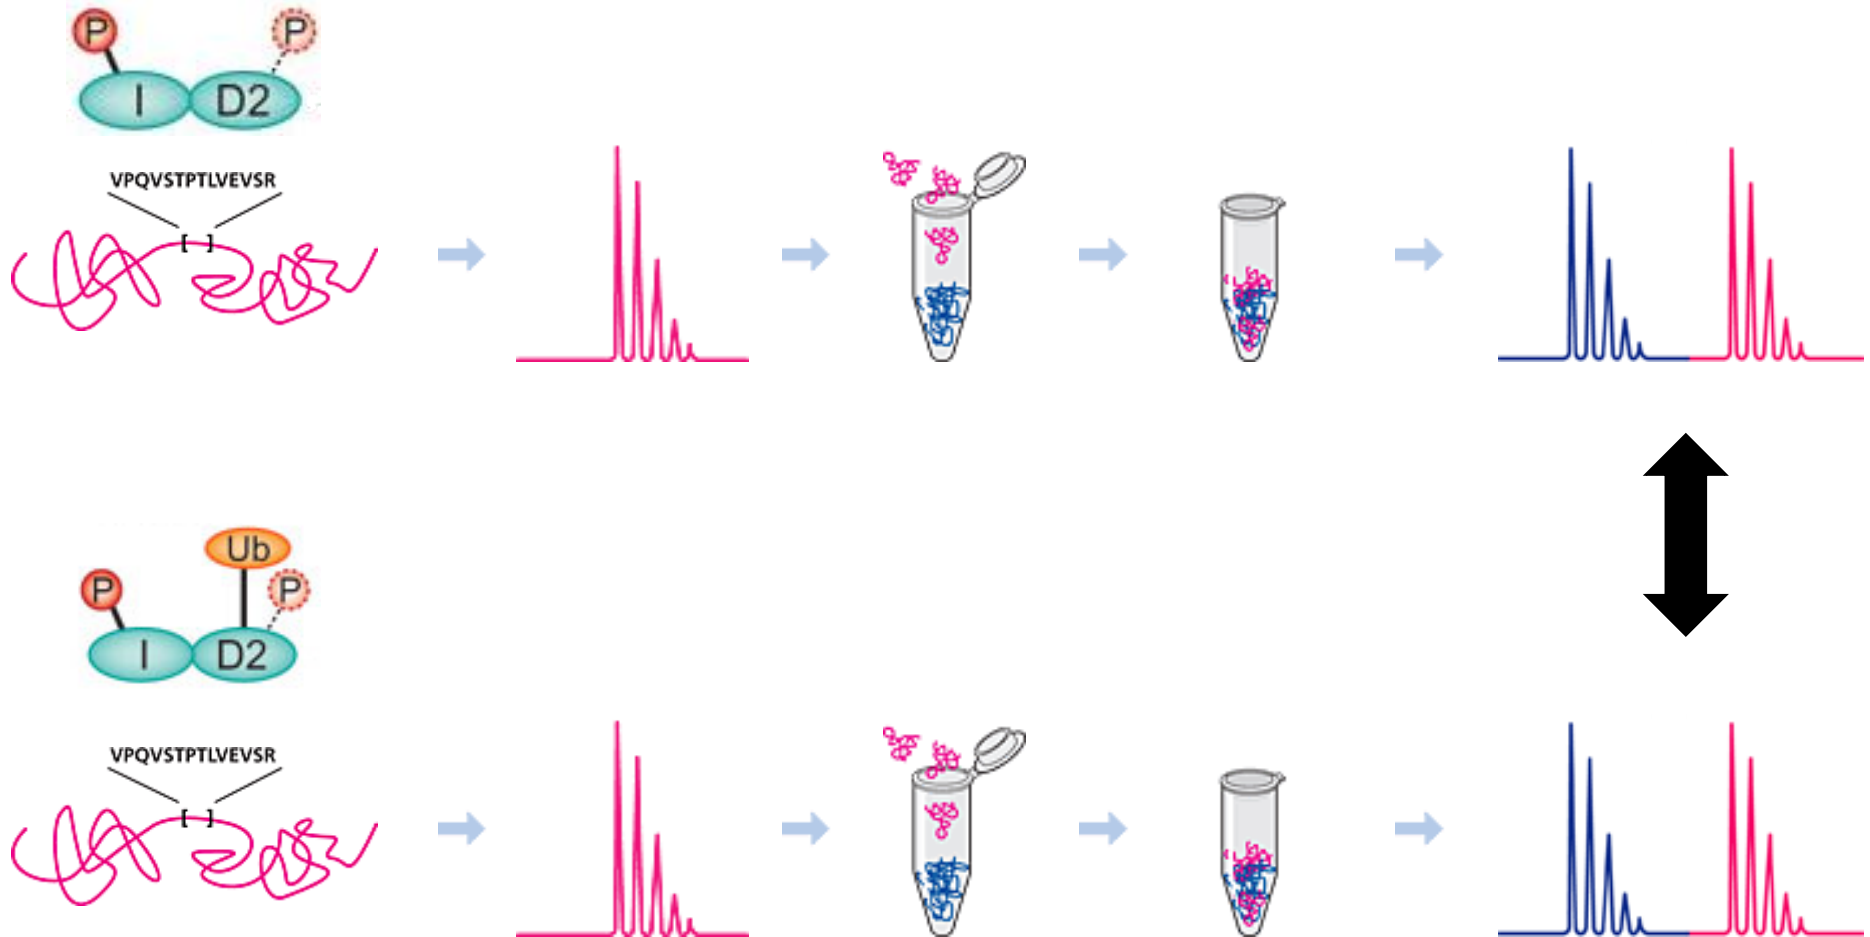 P P
I D2
VPQVSTPTLVEVSR
[ ]
Ub
P P
I D2
VPQVSTPTLVEVSR
[ ]